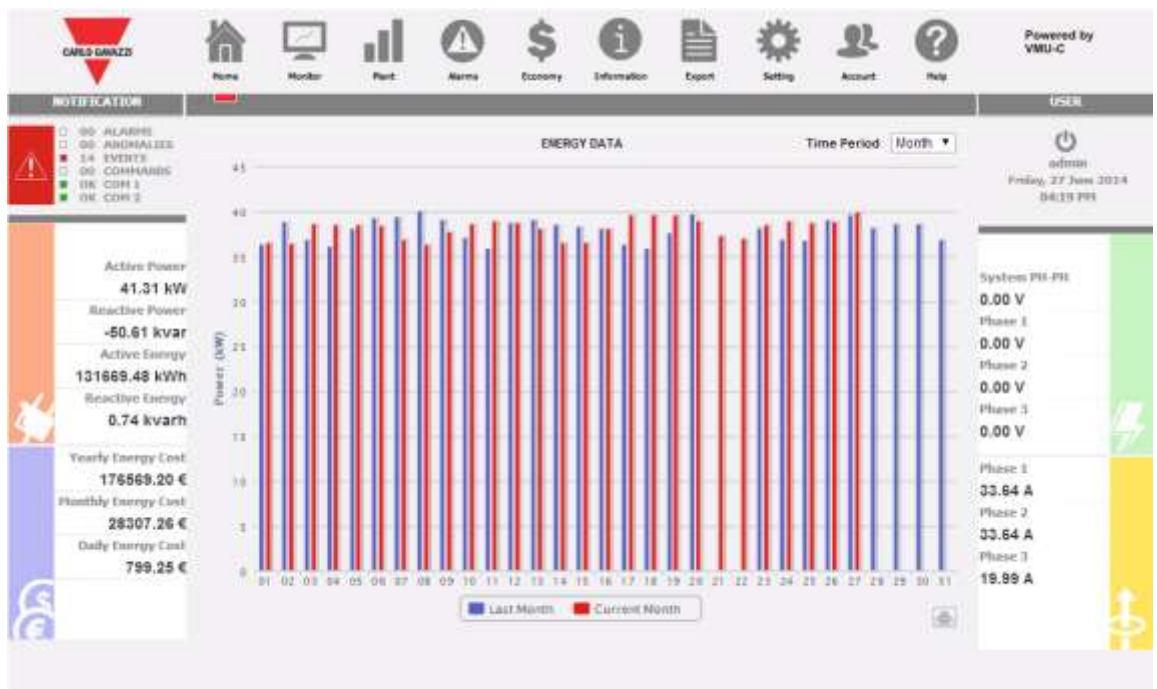 CARLO GAVAZZI
Home
Monitor
Plant
Alarms
Economy
Information
Export
Setting
Account
Help
Powered by
VMU-C
NOTIFICATION
USER
00 ALARMS
00 ANOMALIES
14 EVENTS
00 COMMANDS
OK COM 1
OK COM 2
admin
Friday, 27 June 2014
04:19 PM
ENERGY DATA
Time Period Month
Active Power
41.31 kW
Reactive Power
-50.61 kvar
Active Energy
131669.48 kWh
Reactive Energy
0.74 kvarh
Yearly Energy Cost
176569.20 €
Monthly Energy Cost
28307.26 €
Daily Energy Cost
799.25 €
Power (kW)
45
40
35
30
25
20
15
10
5
0
01 02 03 04 05 06 07 08 09 10 11 12 13 14 15 16 17 18 19 20 21 22 23 24 25 26 27 28 29 30 31
Last Month Current Month
System PH-PH
0.00 V
Phase 1
0.00 V
Phase 2
0.00 V
Phase 3
0.00 V
Phase 1
33.64 A
Phase 2
33.64 A
Phase 3
19.99 A